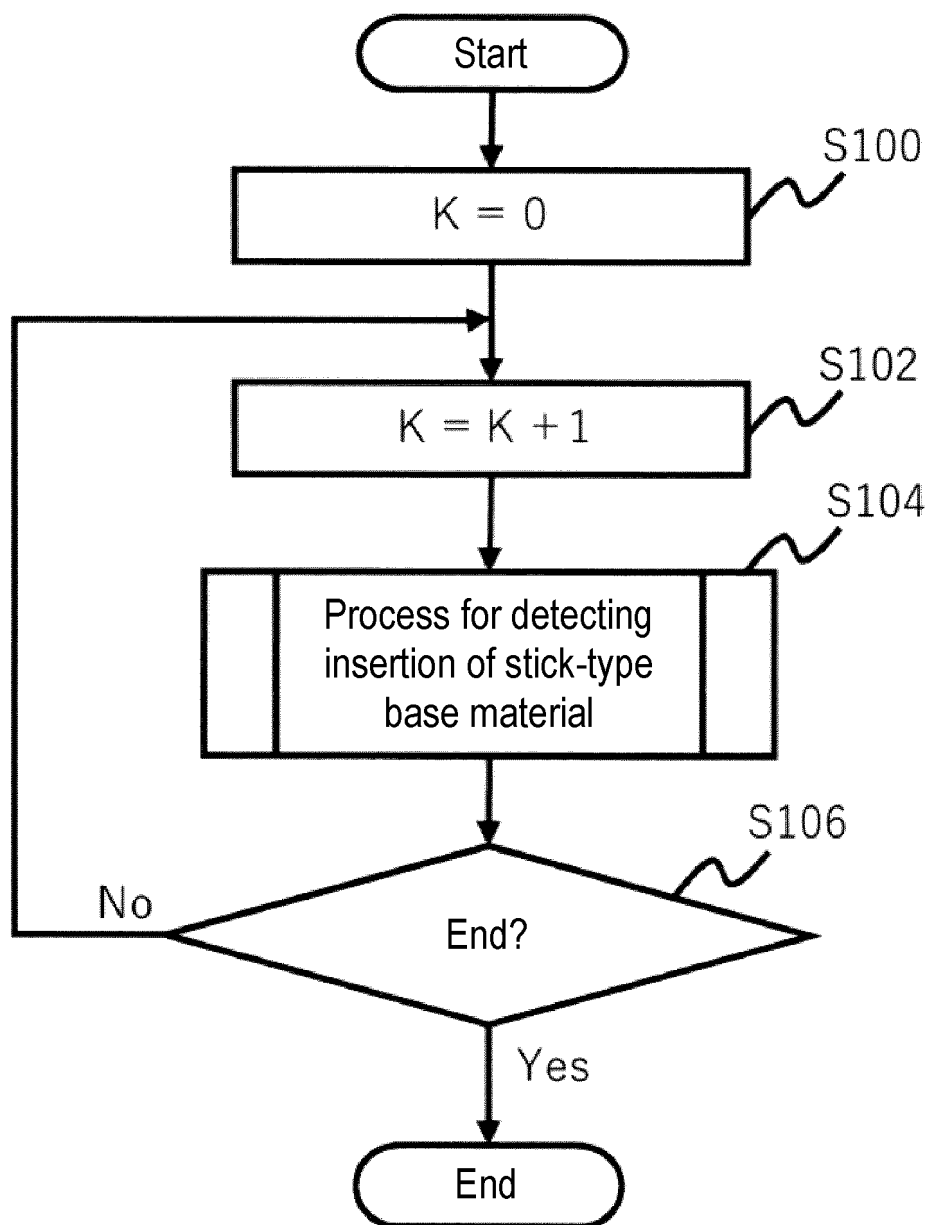 Start
S100
K = 0
S102
K = K + 1
S104
Process for detecting
insertion of stick-type
base material
S106
No
End?
Yes
End